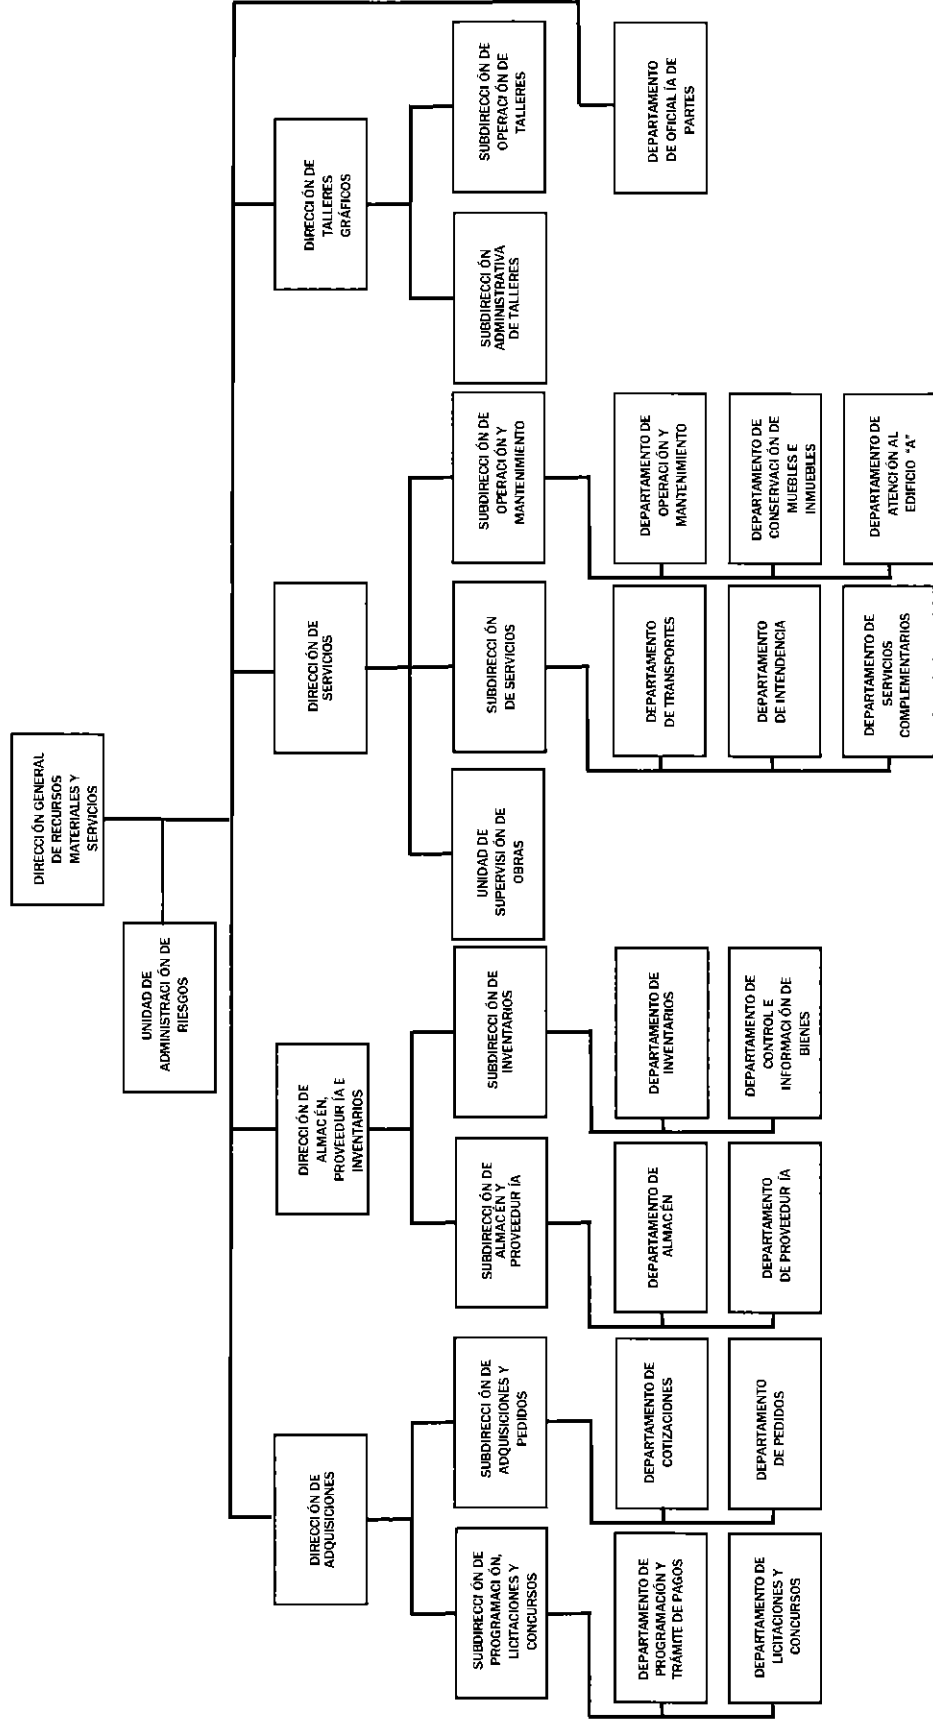 DIRECCIÓN GENERAL
DE RECURSOS
MATERIALES Y
SERVICIOS
UNIDAD DE
ADMINISTRACIÓN DE
RIESGOS
DIRECCIÓN DE
ADQUISICIONES
DIRECCIÓN DE
ALMACÉN,
PROVEEDURÍA E
INVENTARIOS
DIRECCIÓN DE
SERVICIOS
DIRECCIÓN DE
TALLERES
GRÁFICOS
SUBDIRECCIÓN DE
PROGRAMACIÓN,
LICITACIONES Y
CONCURSOS
SUBDIRECCIÓN DE
ADQUISICIONES Y
PEDIDOS
SUBDIRECCIÓN DE
ALMACÉN Y
PROVEEDURÍA
SUBDIRECCIÓN DE
INVENTARIOS
UNIDAD DE
SUPERVISIÓN DE
OBRAS
SUBDIRECCIÓN
DE SERVICIOS
SUBDIRECCIÓN DE
OPERACIÓN Y
MANTENIMIENTO
SUBDIRECCIÓN
ADMINISTRATIVA
DE TALLERES
SUBDIRECCIÓN DE
OPERACIÓN DE
TALLERES
DEPARTAMENTO DE
PROGRAMACIÓN Y
TRÁMITE DE PAGOS
DEPARTAMENTO DE
COTIZACIONES
DEPARTAMENTO DE
ALMACÉN
DEPARTAMENTO DE
INVENTARIOS
DEPARTAMENTO
DE TRANSPORTES
DEPARTAMENTO DE
OPERACIÓN Y
MANTENIMIENTO
DEPARTAMENTO
DE OFICIALÍA DE
PARTES
DEPARTAMENTO DE
LICITACIONES Y
CONCURSOS
DEPARTAMENTO
DE PEDIDOS
DEPARTAMENTO
DE PROVEEDURÍA
DEPARTAMENTO DE
CONTROL E
INFORMACIÓN DE
BIENES
DEPARTAMENTO
DE INTENDENCIA
DEPARTAMENTO DE
CONSERVACIÓN DE
MUEBLES E
INMUEBLES
DEPARTAMENTO DE
SERVICIOS
COMPLEMENTARIOS
DEPARTAMENTO DE
ATENCIÓN AL
EDIFICIO "A"